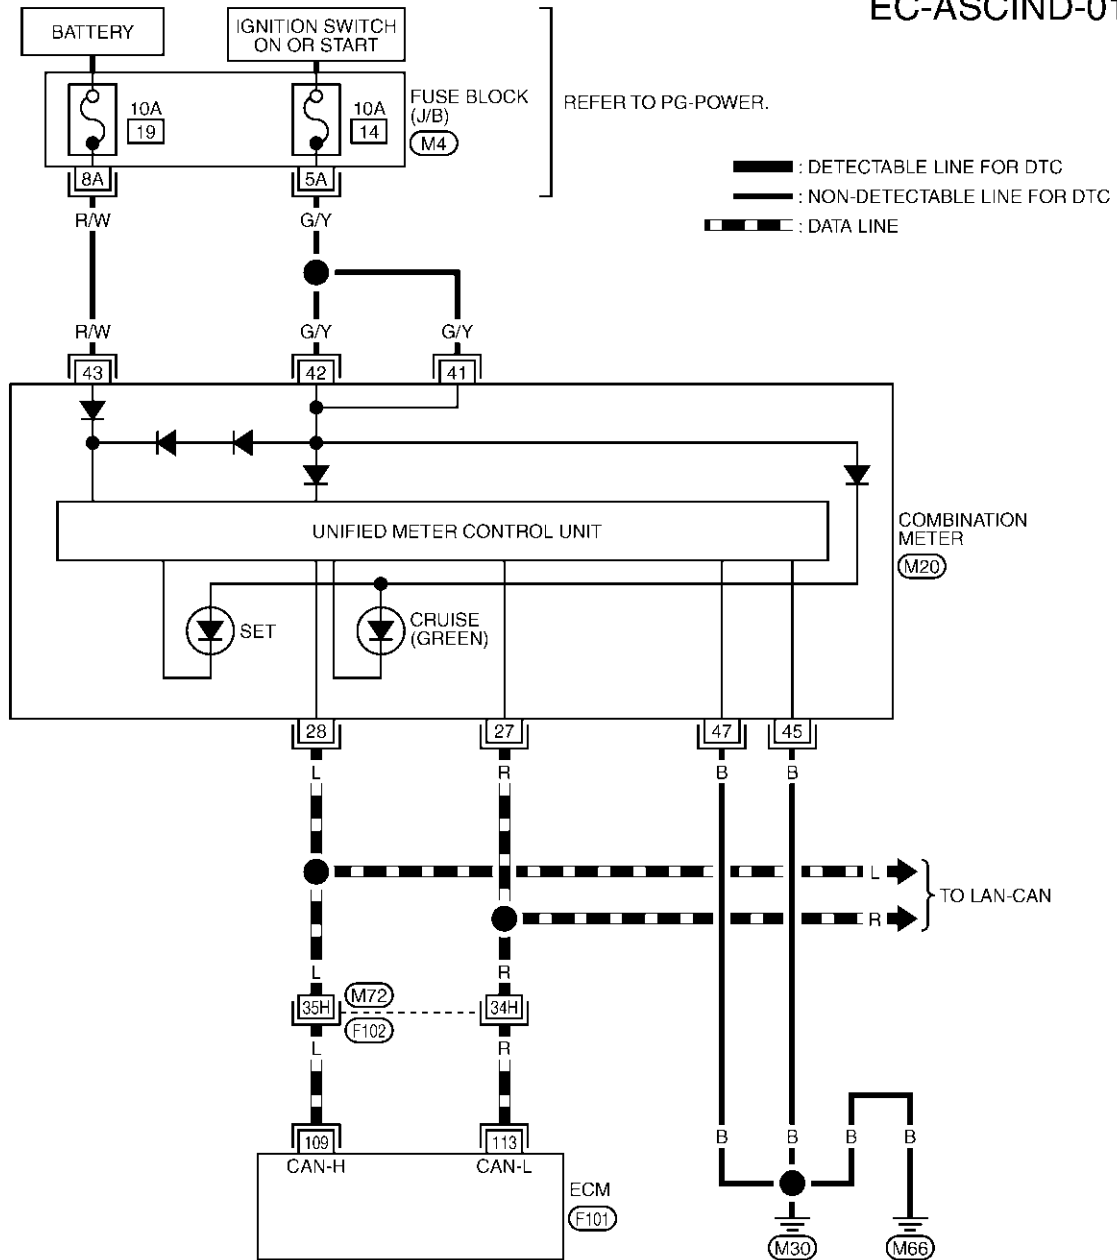 EC-ASCIND-01
BATTERY
IGNITION SWITCH
ON OR START
10A
19
10A
14
FUSE BLOCK
(J/B)
M4
REFER TO PG-POWER.
8A
5A
: DETECTABLE LINE FOR DTC
: NON-DETECTABLE LINE FOR DTC
: DATA LINE
R/W
G/Y
R/W
G/Y
G/Y
43
42
41
UNIFIED METER CONTROL UNIT
COMBINATION
METER
M20
SET
CRUISE
(GREEN)
28
27
47
45
L
R
B
B
L
R
TO LAN-CAN
L
R
35H
M72
F102
34H
L
R
109
113
B
B
B
B
CAN-H
CAN-L
ECM
F101
M30
M66